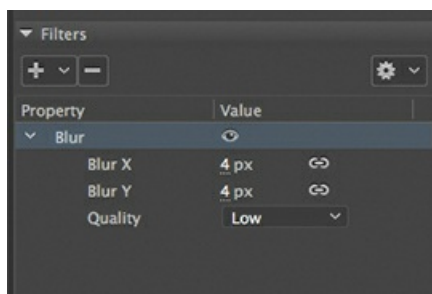 Filters
Property Value
Blur
Blur X 4 px
Blur Y 4 px
Quality Low